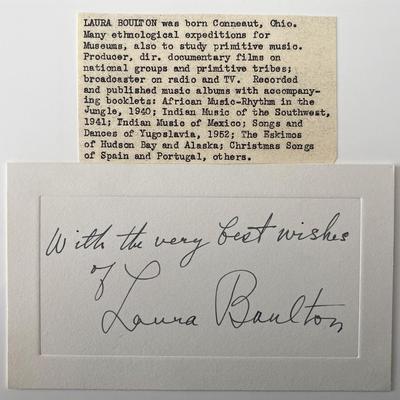 LAURA BOULTON was born Conneaut, Ohio.
Many ethnological expeditions for
Museums, also to study primitive music.
Producer, dir. documentary films on
national groups and primitive tribes;
broadcaster on radio and TV.  Recorded
and published music albums with accompany-
ing booklets: African Music-Rhythm in the
Jungle, 1940; Indian Music of the Southwest,
1941; Indian Music of Mexico; Songs and
Dances of Yugoslavia, 1952; The Eskimos
of Hudson Bay and Alaska; Christmas Songs
of Spain and Portugal, others.
With the very best wishes
of
Laura Boulton